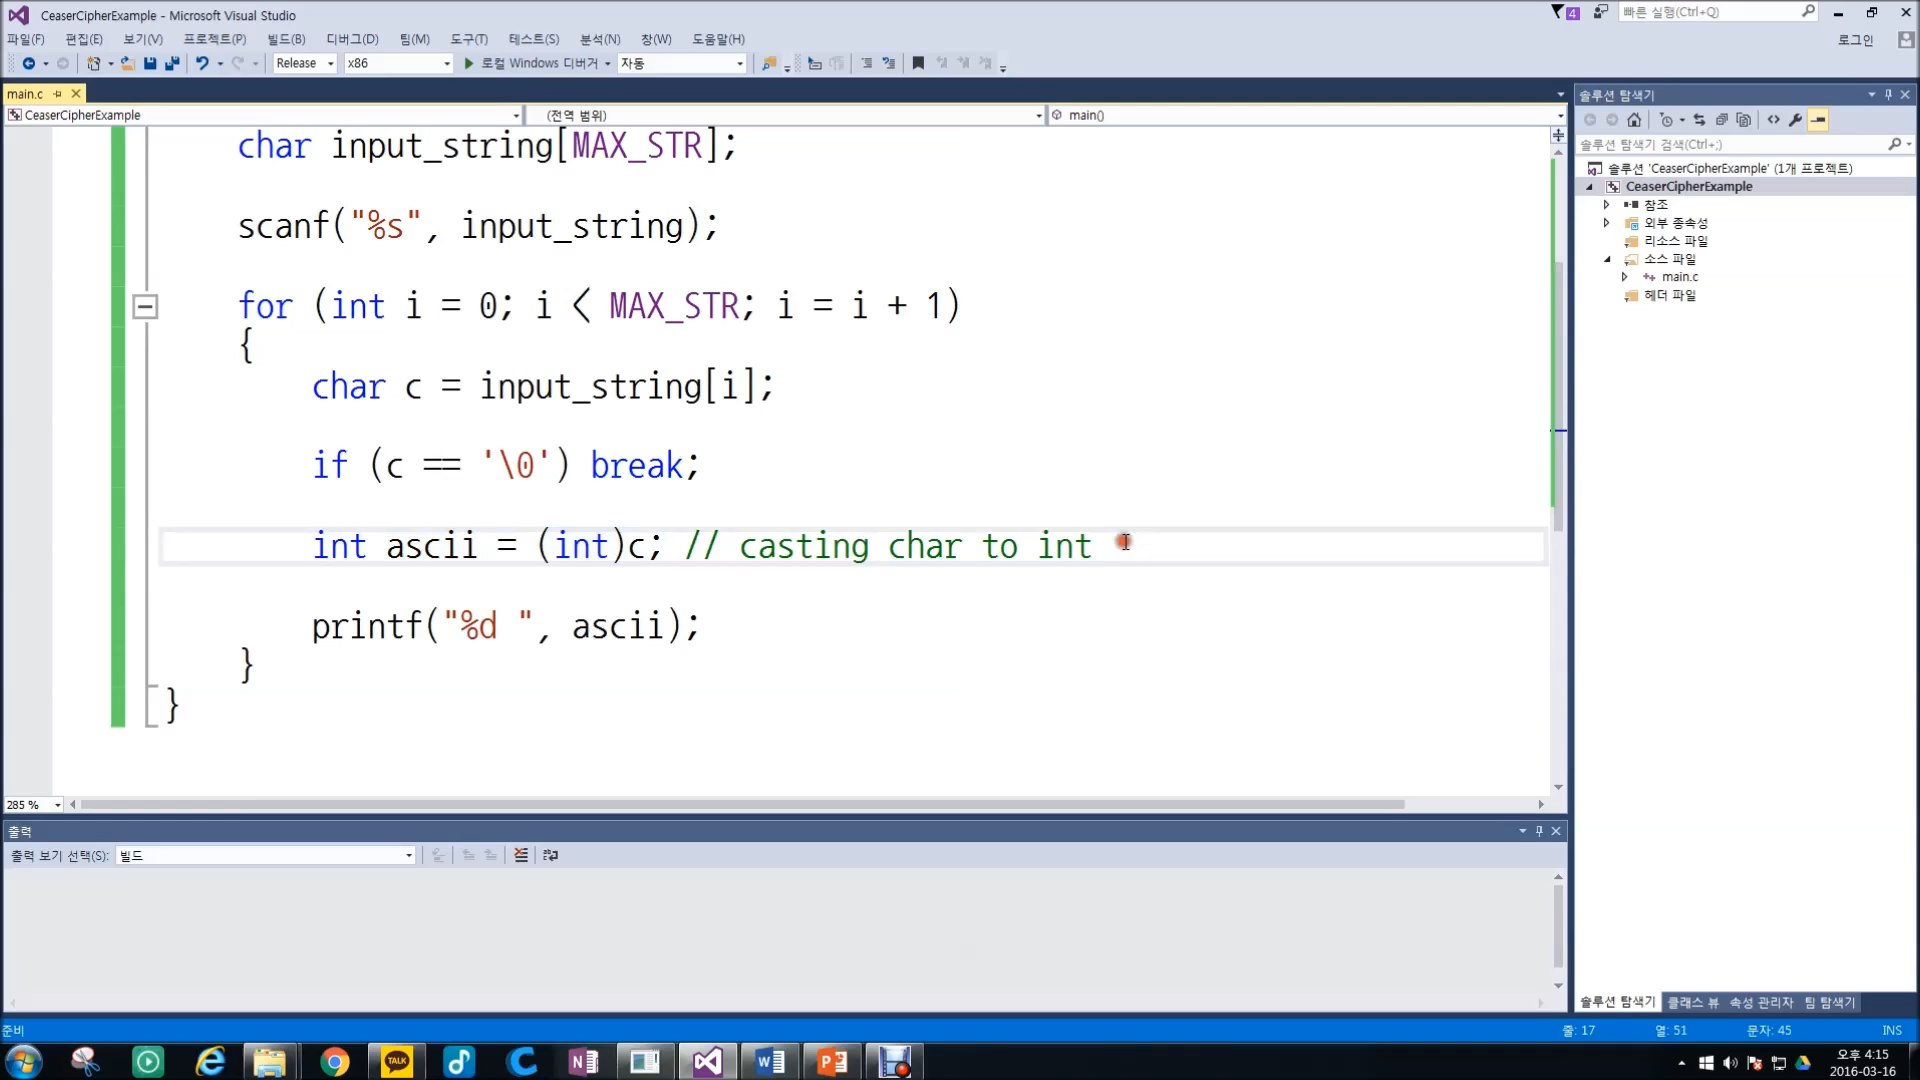 CeaserCipherExample - Microsoft Visual Studio
4
빠른 실행(Ctrl+Q)
파일(F) 편집(E) 보기(V) 프로젝트(P) 빌드(B) 디버그(D) 팀(M) 도구(T) 테스트(S) 분석(N) 창(W) 도움말(H)
로그인
Release x86 로컬 Windows 디버거 자동
main.c
CeaserCipherExample (전역 범위) main()
char input_string[MAX_STR];
scanf("%s", input_string);
for (int i = 0; i < MAX_STR; i = i + 1)
{
char c = input_string[i];
if (c == '\0') break;
int ascii = (int)c; // casting char to int
printf("%d ", ascii);
}
}
285 %
출력
출력 보기 선택(S): 빌드
솔루션 탐색기
솔루션 탐색기 검색(Ctrl+;)
솔루션 'CeaserCipherExample' (1개 프로젝트)
CeaserCipherExample
참조
외부 종속성
리소스 파일
소스 파일
main.c
헤더 파일
솔루션 탐색기 클래스 뷰 속성 관리자 팀 탐색기
준비 줄: 17 열: 51 문자: 45 INS
TALK
오후 4:15
2016-03-16